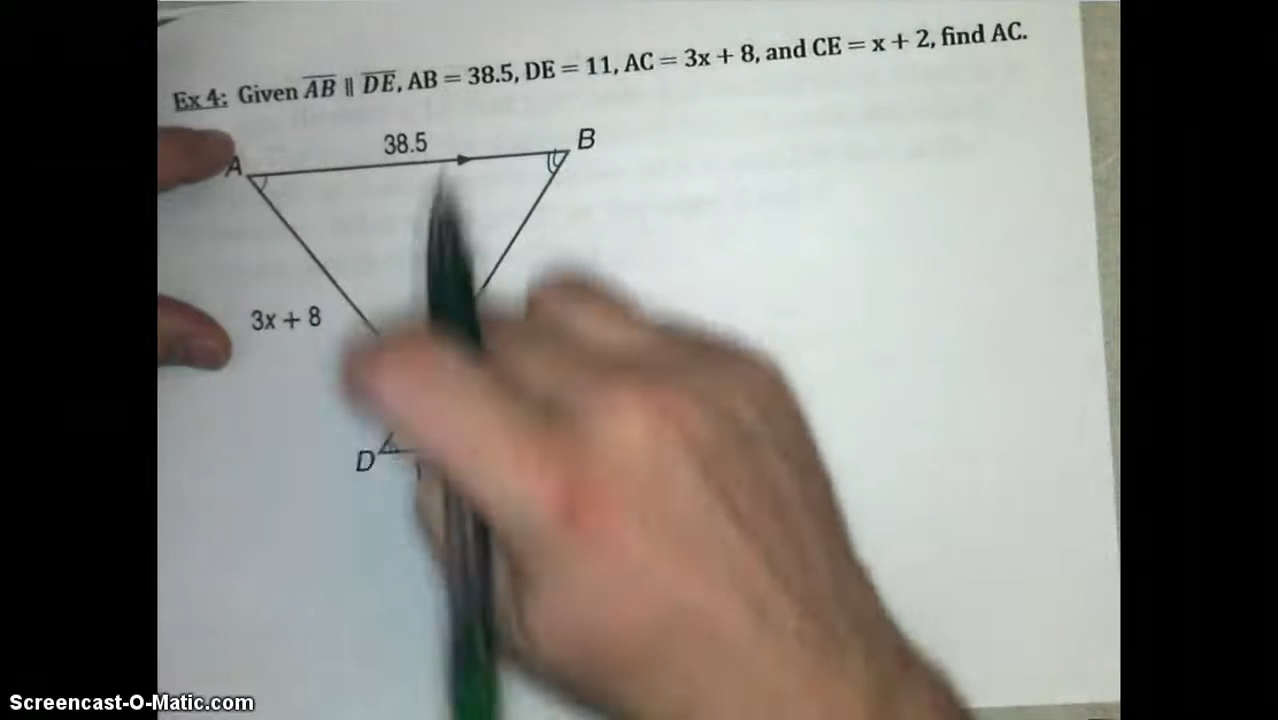 Ex 4: Given AB ∥ DE, AB = 38.5, DE = 11, AC = 3x + 8, and CE = x + 2, find AC.
38.5
B
A
3x + 8
D
Screencast-O-Matic.com